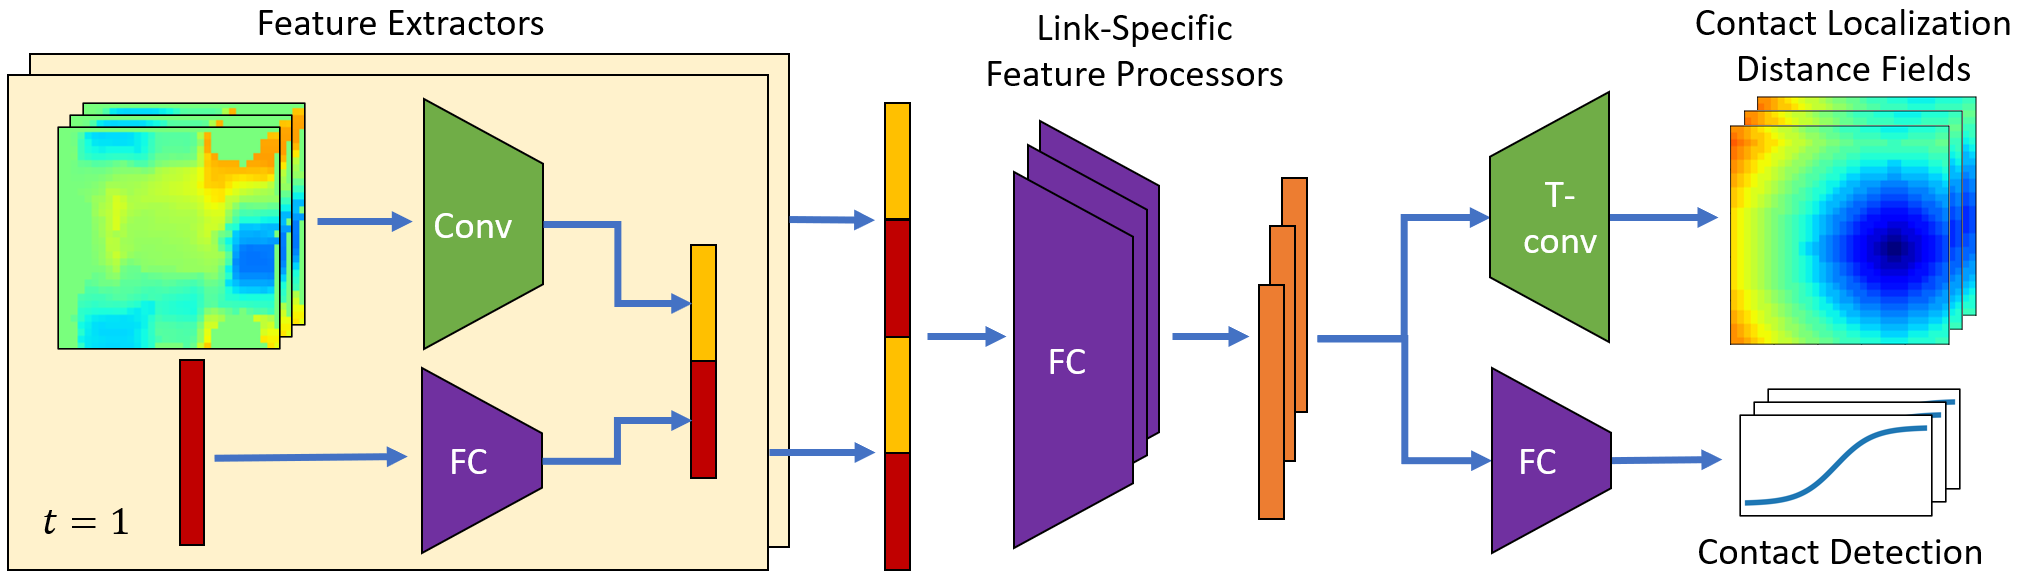 Feature Extractors
Conv
FC
t = 1
Link-Specific
Feature Processors
FC
T-
conv
FC
Contact Localization
Distance Fields
Contact Detection